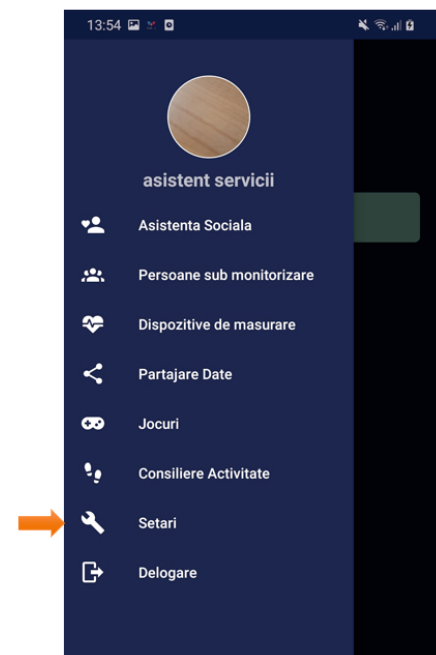 13:54
asistent servicii
Asistenta Sociala
Persoane sub monitorizare
Dispozitive de masurare
Partajare Date
Jocuri
Consiliere Activitate
Setari
Delogare